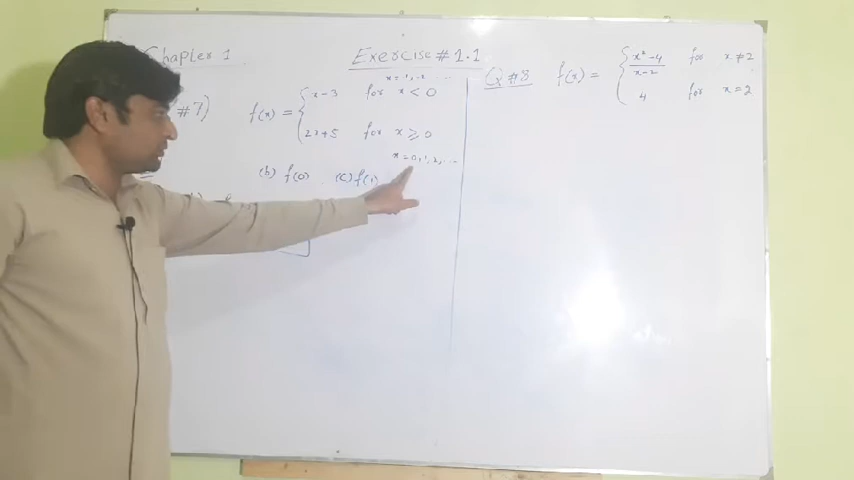 Chapter 1
Exercise # 1.1
#7)
x = -1, -2 ....
f(x) = { x-3 for x < 0
2x+5 for x ⩾ 0
x = 0, 1, 2, ...
(b) f(0) (c) f(1)
Q #8 f(x) = { x²-4 / x-2 for x ≠ 2
4 for x = 2